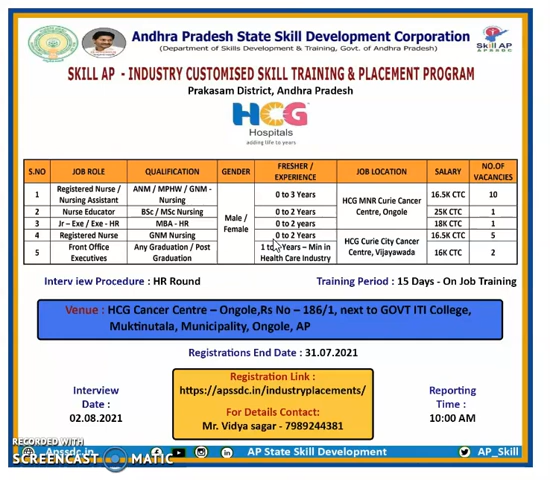 Andhra Pradesh State Skill Development Corporation
(Department of Skills Development & Training, Govt. of Andhra Pradesh)
Skill AP
APSSDC
SKILL AP - INDUSTRY CUSTOMISED SKILL TRAINING & PLACEMENT PROGRAM
Prakasam District, Andhra Pradesh
HCG
Hospitals
adding life to years
S.NO JOB ROLE QUALIFICATION GENDER FRESHER / EXPERIENCE JOB LOCATION SALARY NO.OF VACANCIES
1 Registered Nurse / Nursing Assistant ANM / MPHW / GNM - Nursing Male / Female 0 to 3 Years HCG MNR Curie Cancer Centre, Ongole 16.5K CTC 10
2 Nurse Educator BSc / MSc Nursing 0 to 2 Years 25K CTC 1
3 Jr – Exe / Exe - HR MBA - HR 0 to 2 Years 18K CTC 1
4 Registered Nurse GNM Nursing 0 to 2 Years HCG Curie City Cancer Centre, Vijayawada 16.5K CTC 5
5 Front Office Executives Any Graduation / Post Graduation 1 to Years – Min in Health Care Industry 16K CTC 2
Interview Procedure : HR Round
Training Period : 15 Days - On Job Training
Venue : HCG Cancer Centre – Ongole,Rs No – 186/1, next to GOVT ITI College,
Muktinutala, Municipality, Ongole, AP
Registrations End Date : 31.07.2021
Interview
Date :
02.08.2021
Registration Link :
https://apssdc.in/industryplacements/
For Details Contact:
Mr. Vidya sagar - 7989244381
Reporting
Time :
10:00 AM
RECORDED WITH
SCREENCAST MATIC
Apssdc.in
AP State Skill Development
AP_Skill